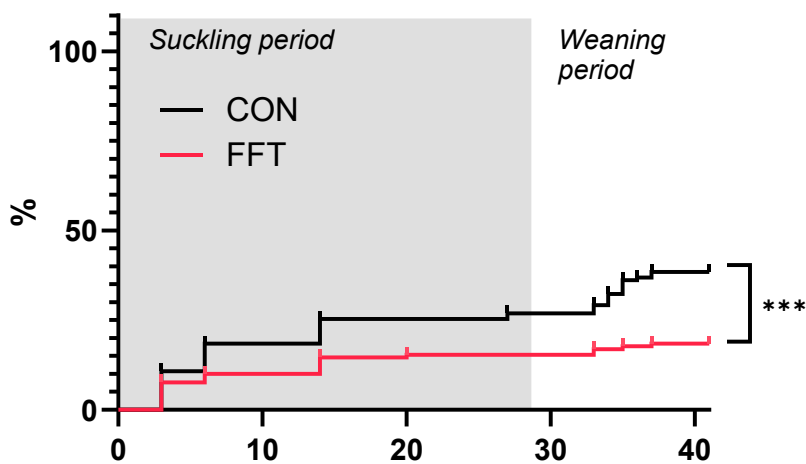 Suckling period
Weaning
period
100
CON
FFT
%
50
***
0
0 10 20 30 40